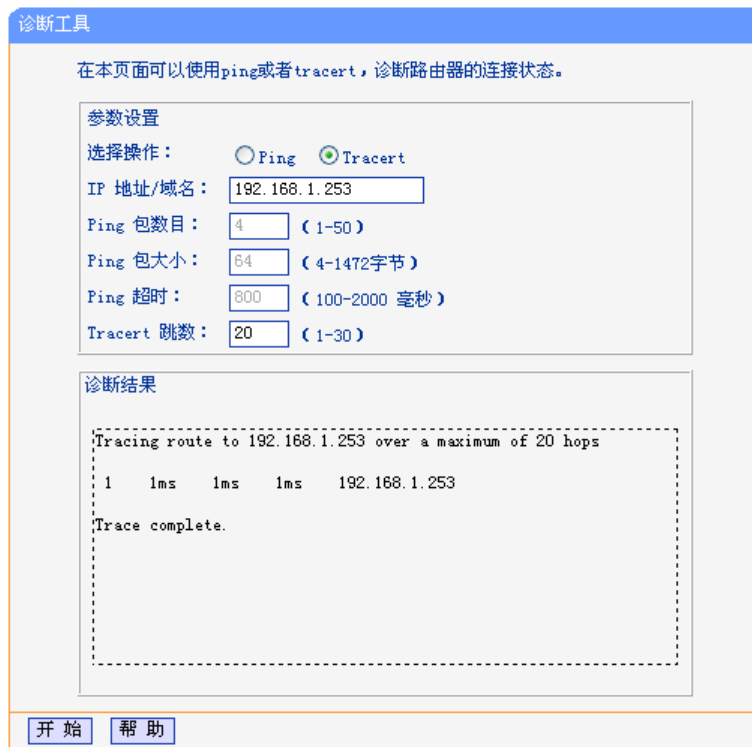 诊断工具
在本页面可以使用ping或者tracert，诊断路由器的连接状态。
参数设置
选择操作： Ping Tracert
IP 地址/域名： 192.168.1.253
Ping 包数目： 4 （1-50）
Ping 包大小： 64 （4-1472字节）
Ping 超时： 800 （100-2000 毫秒）
Tracert 跳数： 20 （1-30）
诊断结果
Tracing route to 192.168.1.253 over a maximum of 20 hops
1 1ms 1ms 1ms 192.168.1.253
Trace complete.
开 始 帮 助